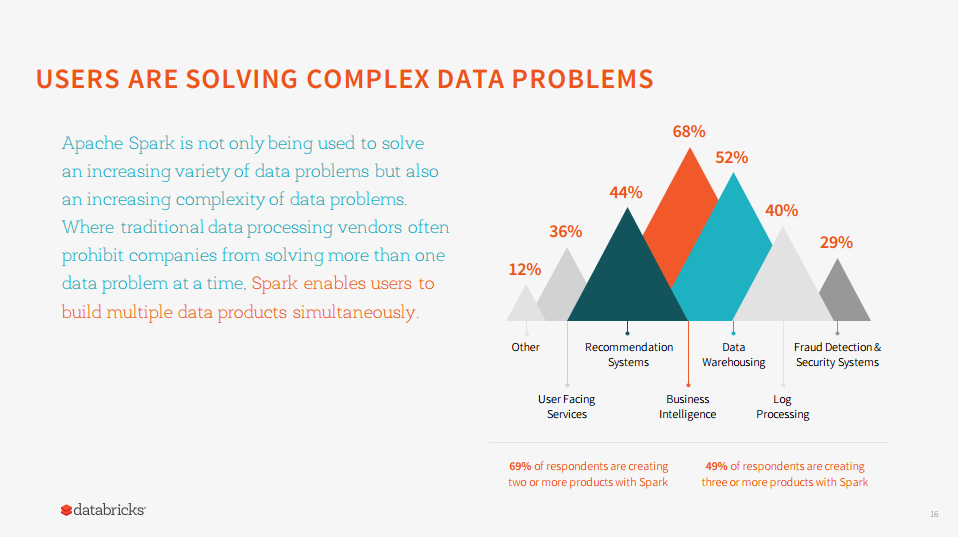 USERS ARE SOLVING COMPLEX DATA PROBLEMS
Apache Spark is not only being used to solve
an increasing variety of data problems but also
an increasing complexity of data problems.
Where traditional data processing vendors often
prohibit companies from solving more than one
data problem at a time, Spark enables users to
build multiple data products simultaneously.
68%
52%
44%
40%
36%
29%
12%
Other
Recommendation
Systems
Data
Warehousing
Fraud Detection &
Security Systems
User Facing
Services
Business
Intelligence
Log
Processing
69% of respondents are creating
two or more products with Spark
49% of respondents are creating
three or more products with Spark
databricks
16